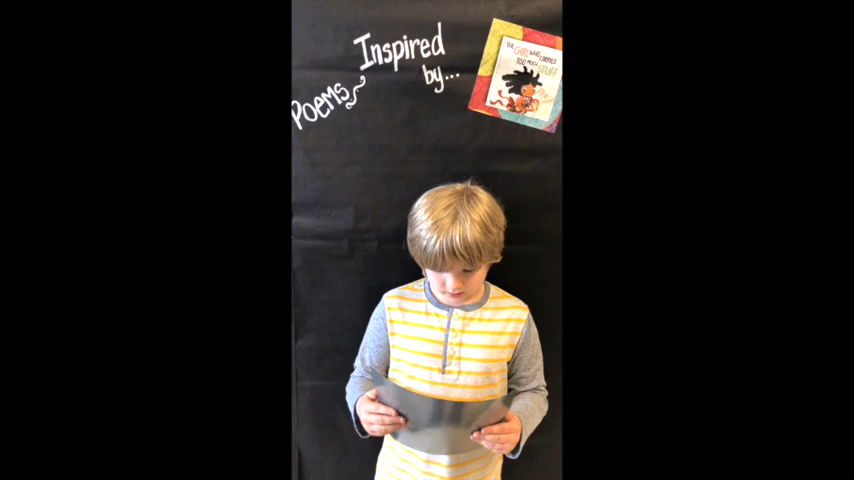 Poems
Inspired
by...
THE
GIRL WHO CARRIED
TOO MUCH
STUFF